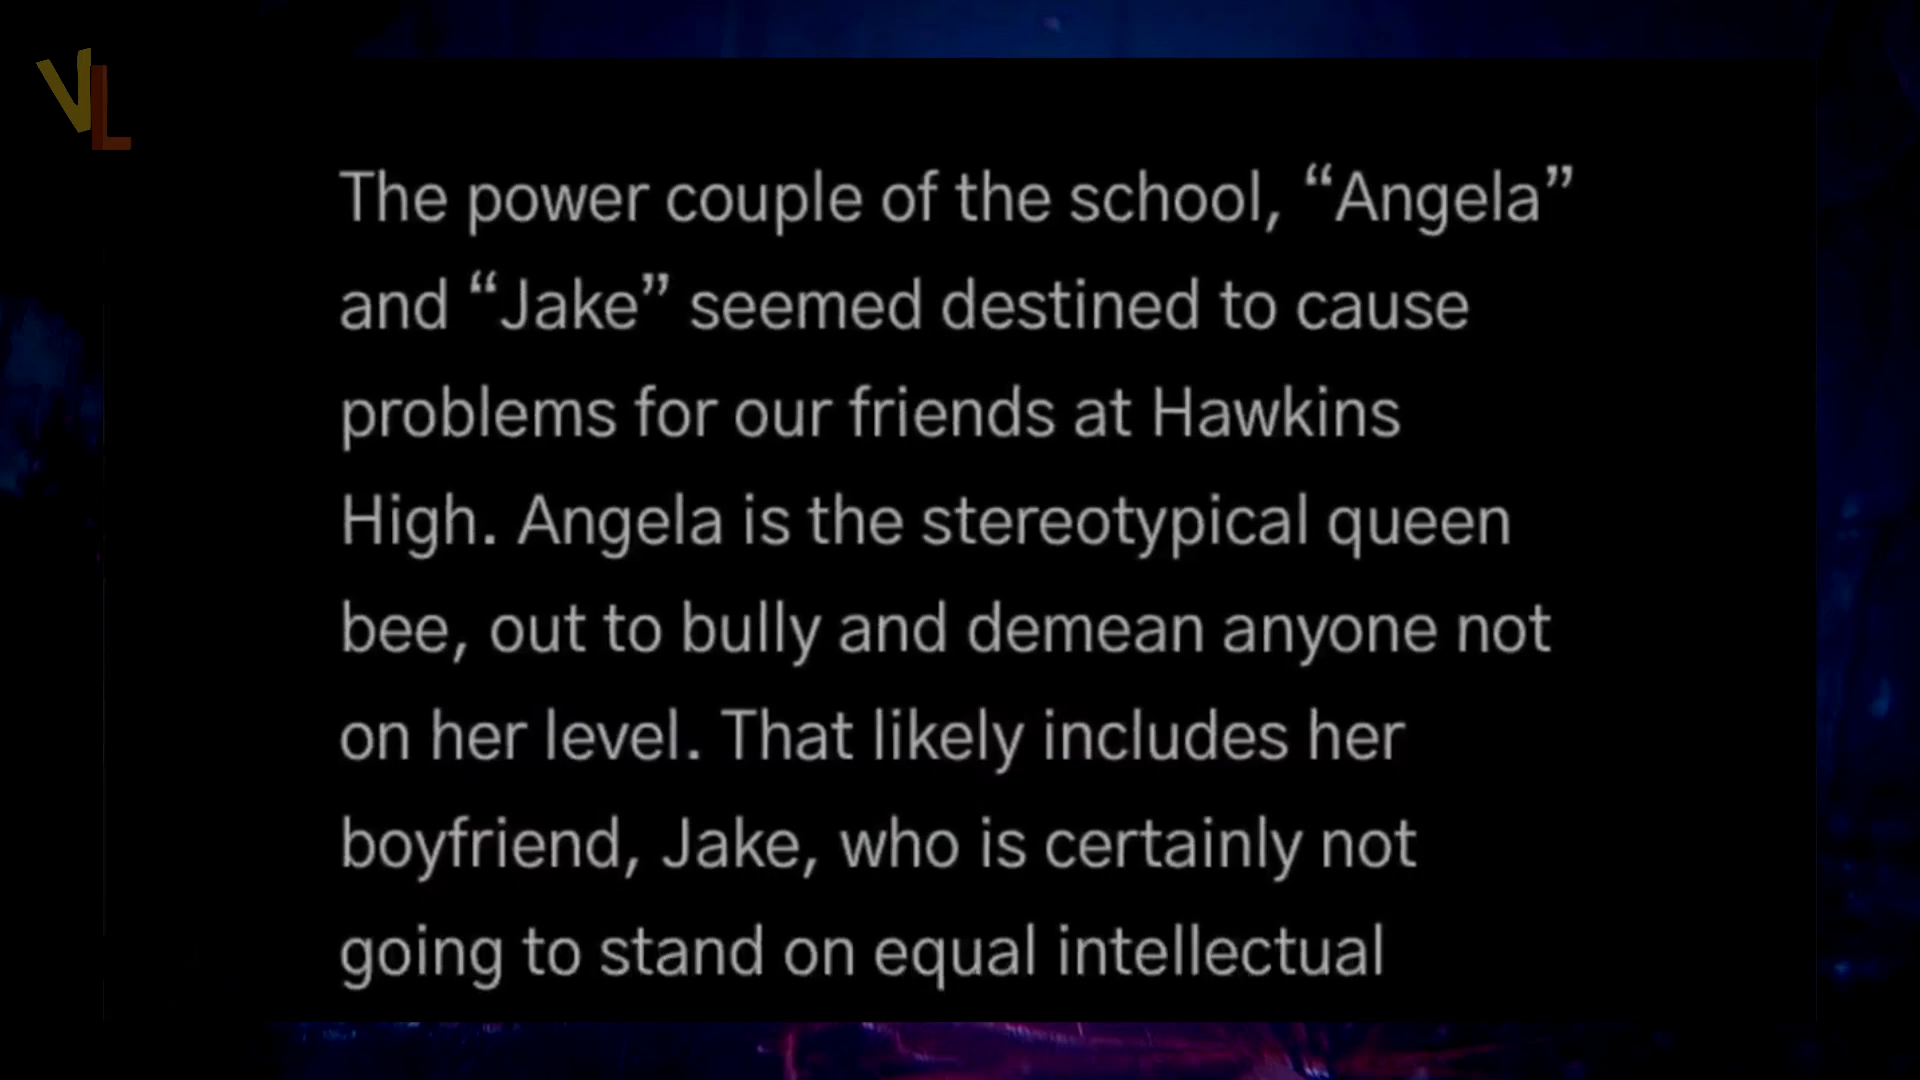 VL
The power couple of the school, “Angela”
and “Jake” seemed destined to cause
problems for our friends at Hawkins
High. Angela is the stereotypical queen
bee, out to bully and demean anyone not
on her level. That likely includes her
boyfriend, Jake, who is certainly not
going to stand on equal intellectual